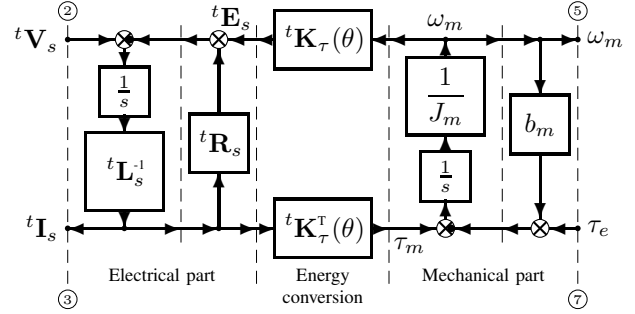 ② ⑤
ᵗVₛ ᵗEₛ ᵗK_τ(θ) ω_m ω_m
1/s 1/J_m b_m
ᵗLₛ⁻¹ ᵗRₛ 1/s
ᵗIₛ ᵗK_τᵀ(θ) τ_m τ_e
Electrical part Energy Mechanical part
conversion
③ ⑦